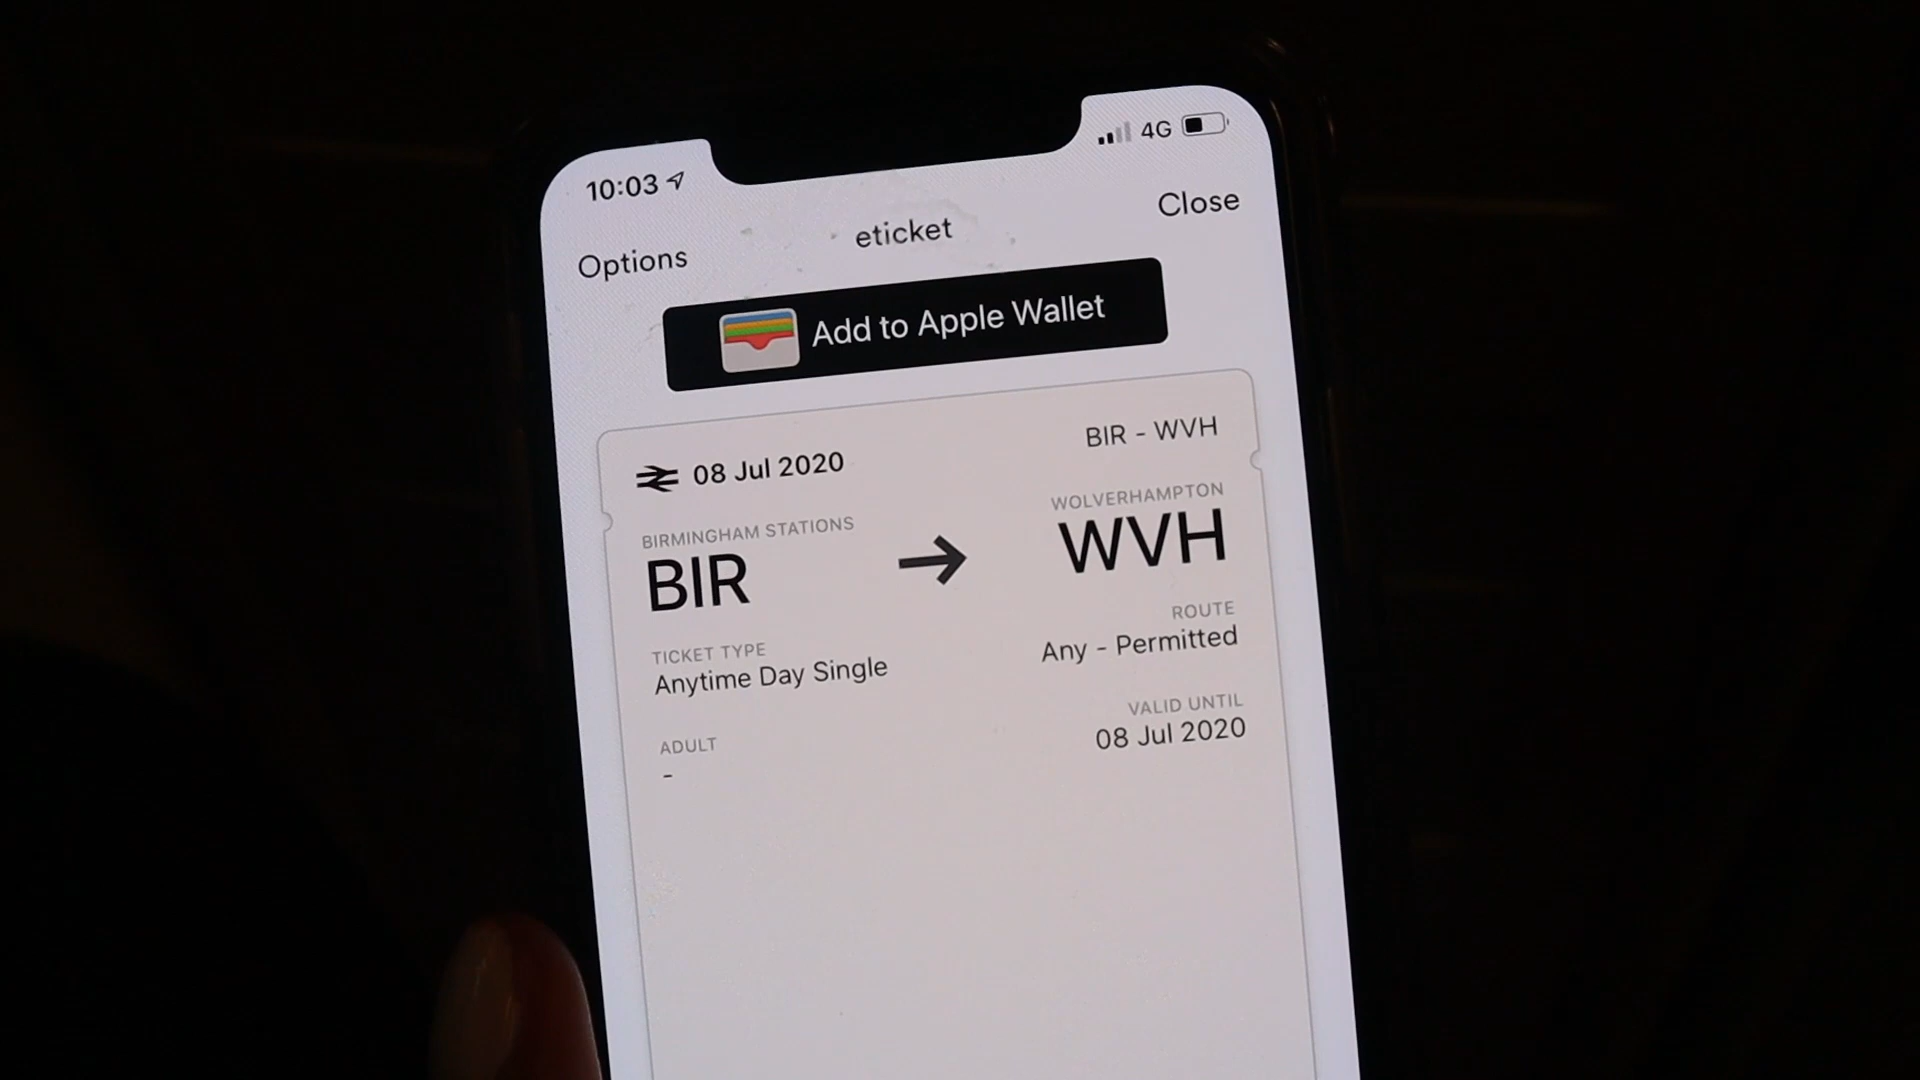 10:03
4G
Options
eticket
Close
Add to Apple Wallet
08 Jul 2020
BIR - WVH
BIRMINGHAM STATIONS
WOLVERHAMPTON
BIR
WVH
TICKET TYPE
ROUTE
Anytime Day Single
Any - Permitted
ADULT
VALID UNTIL
-
08 Jul 2020